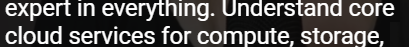 expert in everything. Understand core
cloud services for compute, storage,